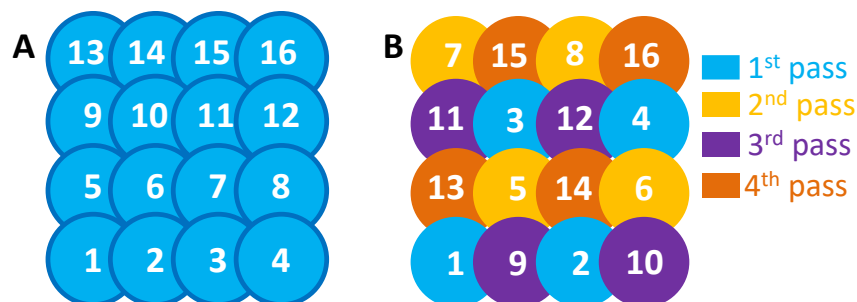 A
13 14 15 16
9 10 11 12
5 6 7 8
1 2 3 4
B
7 15 8 16
11 3 12 4
13 5 14 6
1 9 2 10
1st pass
2nd pass
3rd pass
4th pass